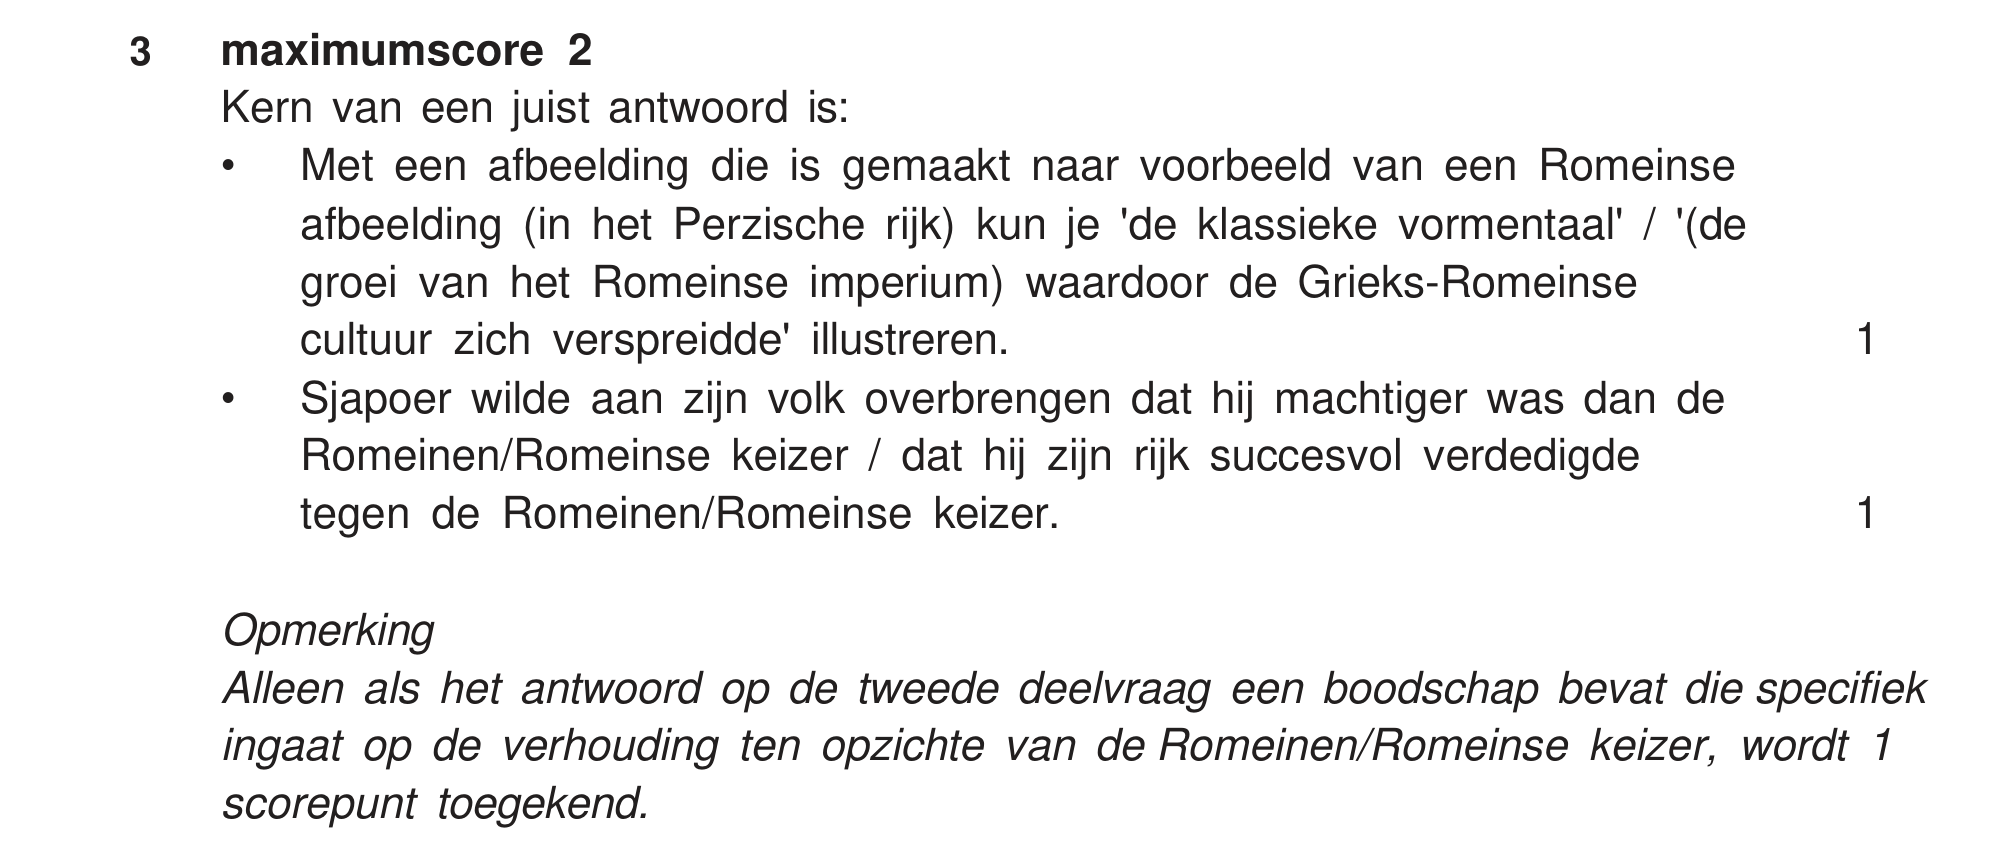 3 maximumscore 2
Kern van een juist antwoord is:
• Met een afbeelding die is gemaakt naar voorbeeld van een Romeinse
afbeelding (in het Perzische rijk) kun je 'de klassieke vormentaal' / '(de
groei van het Romeinse imperium) waardoor de Grieks-Romeinse
cultuur zich verspreidde' illustreren. 1
• Sjapoer wilde aan zijn volk overbrengen dat hij machtiger was dan de
Romeinen/Romeinse keizer / dat hij zijn rijk succesvol verdedigde
tegen de Romeinen/Romeinse keizer. 1
Opmerking
Alleen als het antwoord op de tweede deelvraag een boodschap bevat die specifiek
ingaat op de verhouding ten opzichte van de Romeinen/Romeinse keizer, wordt 1
scorepunt toegekend.